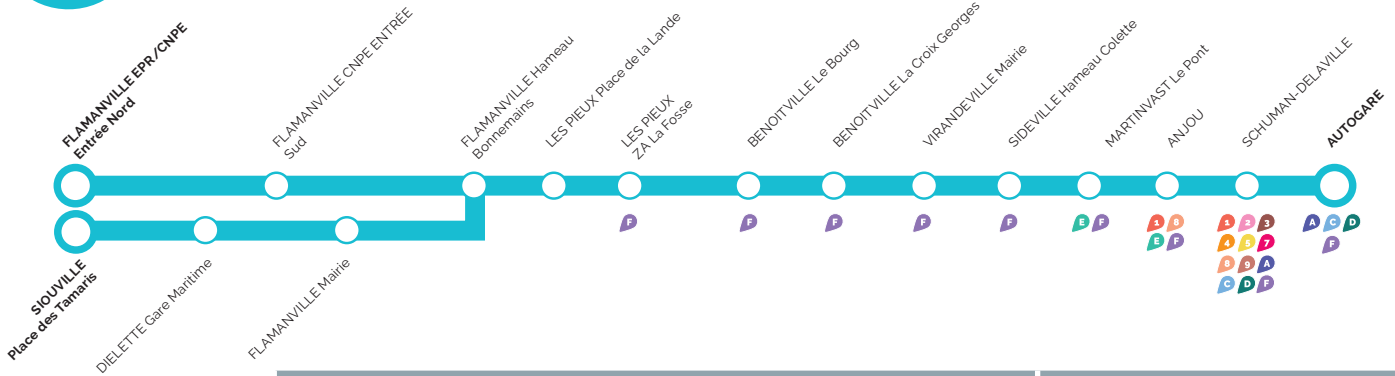 FLAMANVILLE EPR/CNPE
Entrée Nord
FLAMANVILLE CNPE ENTRÉE
Sud
FLAMANVILLE Hameau
Bonnemains
LES PIEUX Place de la Lande
LES PIEUX
ZA La Fosse
BENOITVILLE Le Bourg
BENOITVILLE La Croix Georges
VIRANDEVILLE Mairie
SIDEVILLE Hameau Colette
MARTINVAST Le Pont
ANJOU
SCHUMAN-DELAVILLE
AUTOGARE
F
F
F
F
F
E F
1 8
E F
1 2 3
4 5 7
8 9 A
C D F
A C D
F
SIOUVILLE
Place des Tamaris
DIELETTE Gare Maritime
FLAMANVILLE Mairie